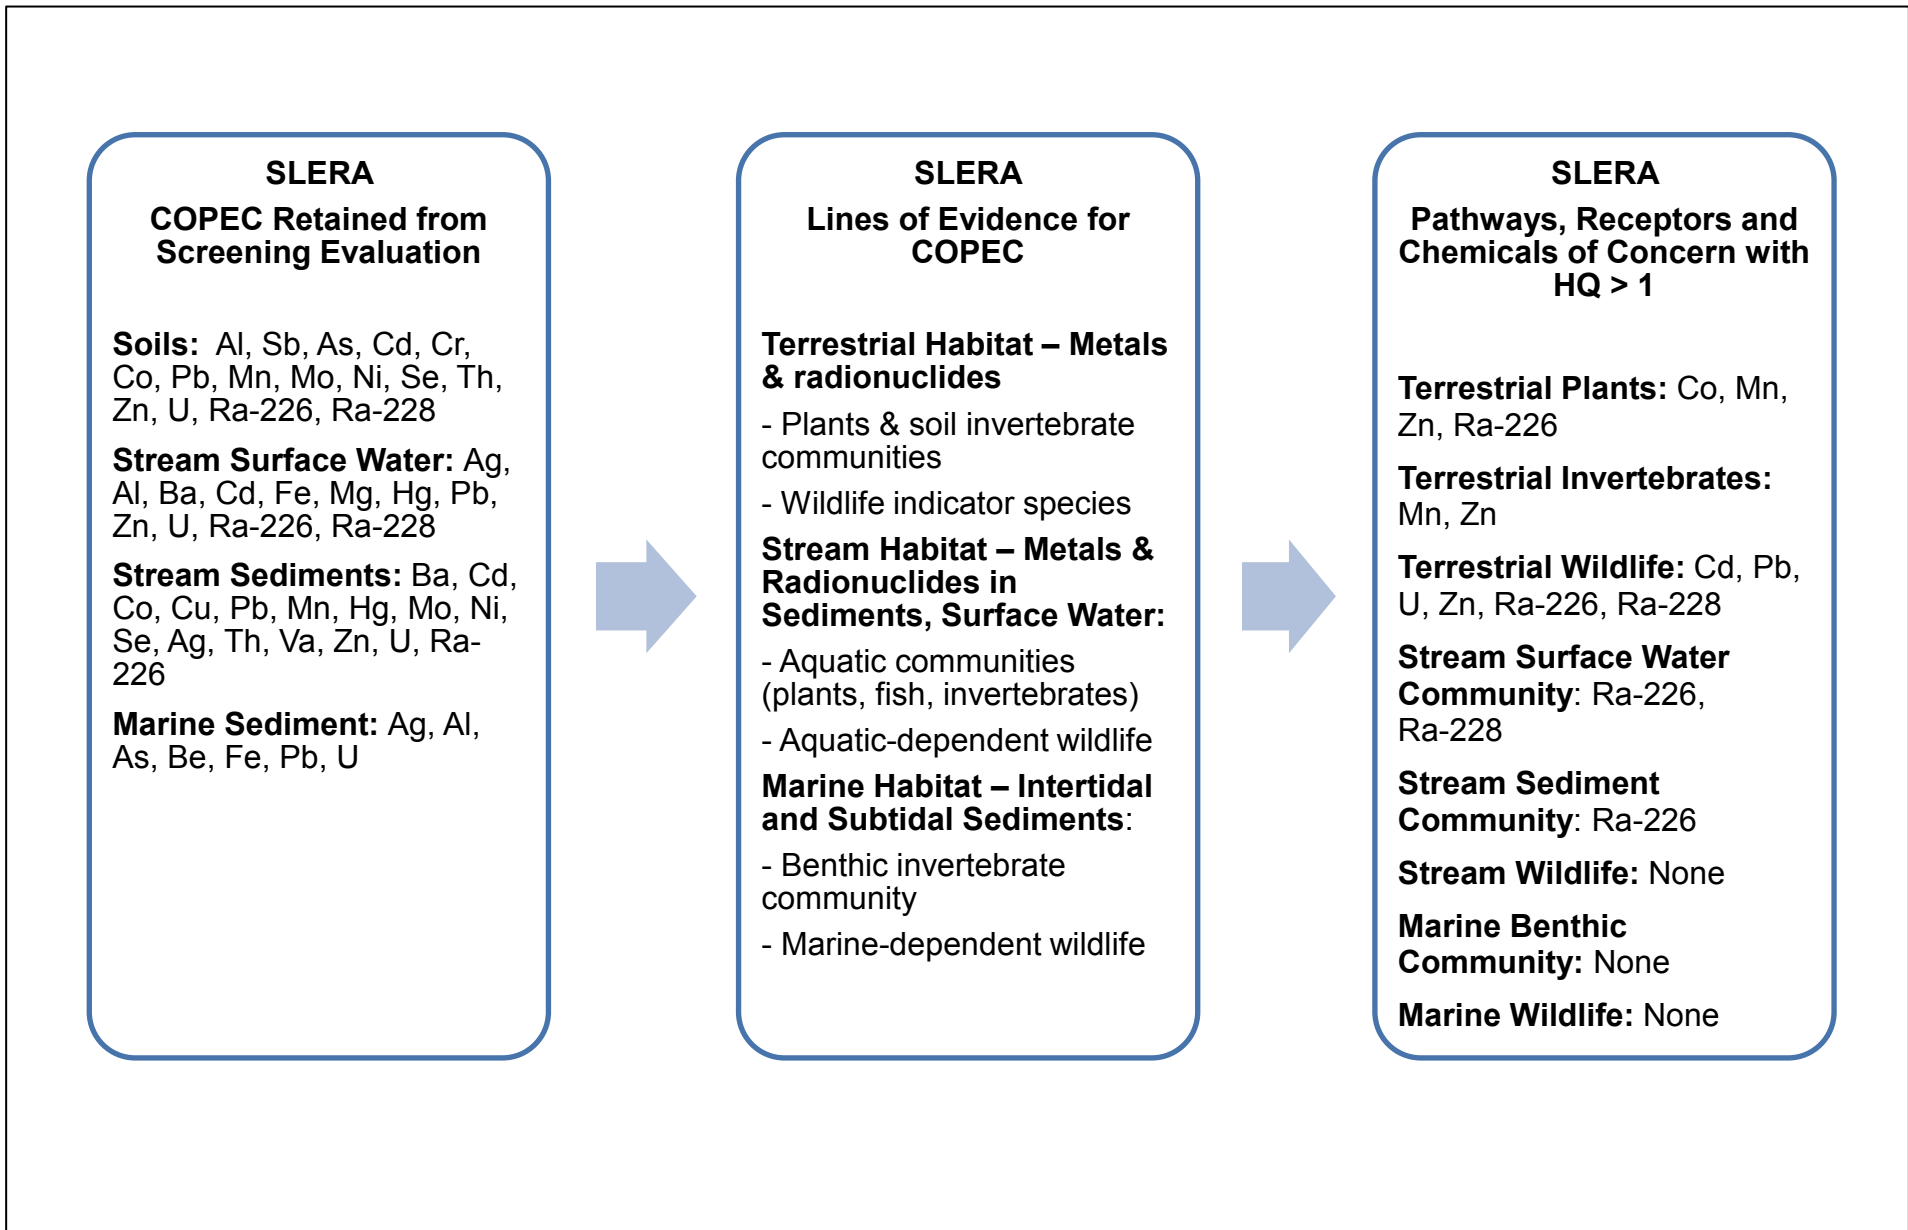 SLERA
COPEC Retained from
Screening Evaluation
Soils:  Al, Sb, As, Cd, Cr,
Co, Pb, Mn, Mo, Ni, Se, Th,
Zn, U, Ra-226, Ra-228
Stream Surface Water: Ag,
Al, Ba, Cd, Fe, Mg, Hg, Pb,
Zn, U, Ra-226, Ra-228
Stream Sediments: Ba, Cd,
Co, Cu, Pb, Mn, Hg, Mo, Ni,
Se, Ag, Th, Va, Zn, U, Ra-
226
Marine Sediment: Ag, Al,
As, Be, Fe, Pb, U
SLERA
Lines of Evidence for
COPEC
Terrestrial Habitat – Metals
& radionuclides
- Plants & soil invertebrate
communities
- Wildlife indicator species
Stream Habitat – Metals &
Radionuclides in
Sediments, Surface Water:
- Aquatic communities
(plants, fish, invertebrates)
- Aquatic-dependent wildlife
Marine Habitat – Intertidal
and Subtidal Sediments:
- Benthic invertebrate
community
- Marine-dependent wildlife
SLERA
Pathways, Receptors and
Chemicals of Concern with
HQ > 1
Terrestrial Plants: Co, Mn,
Zn, Ra-226
Terrestrial Invertebrates:
Mn, Zn
Terrestrial Wildlife: Cd, Pb,
U, Zn, Ra-226, Ra-228
Stream Surface Water
Community: Ra-226,
Ra-228
Stream Sediment
Community: Ra-226
Stream Wildlife: None
Marine Benthic
Community: None
Marine Wildlife: None